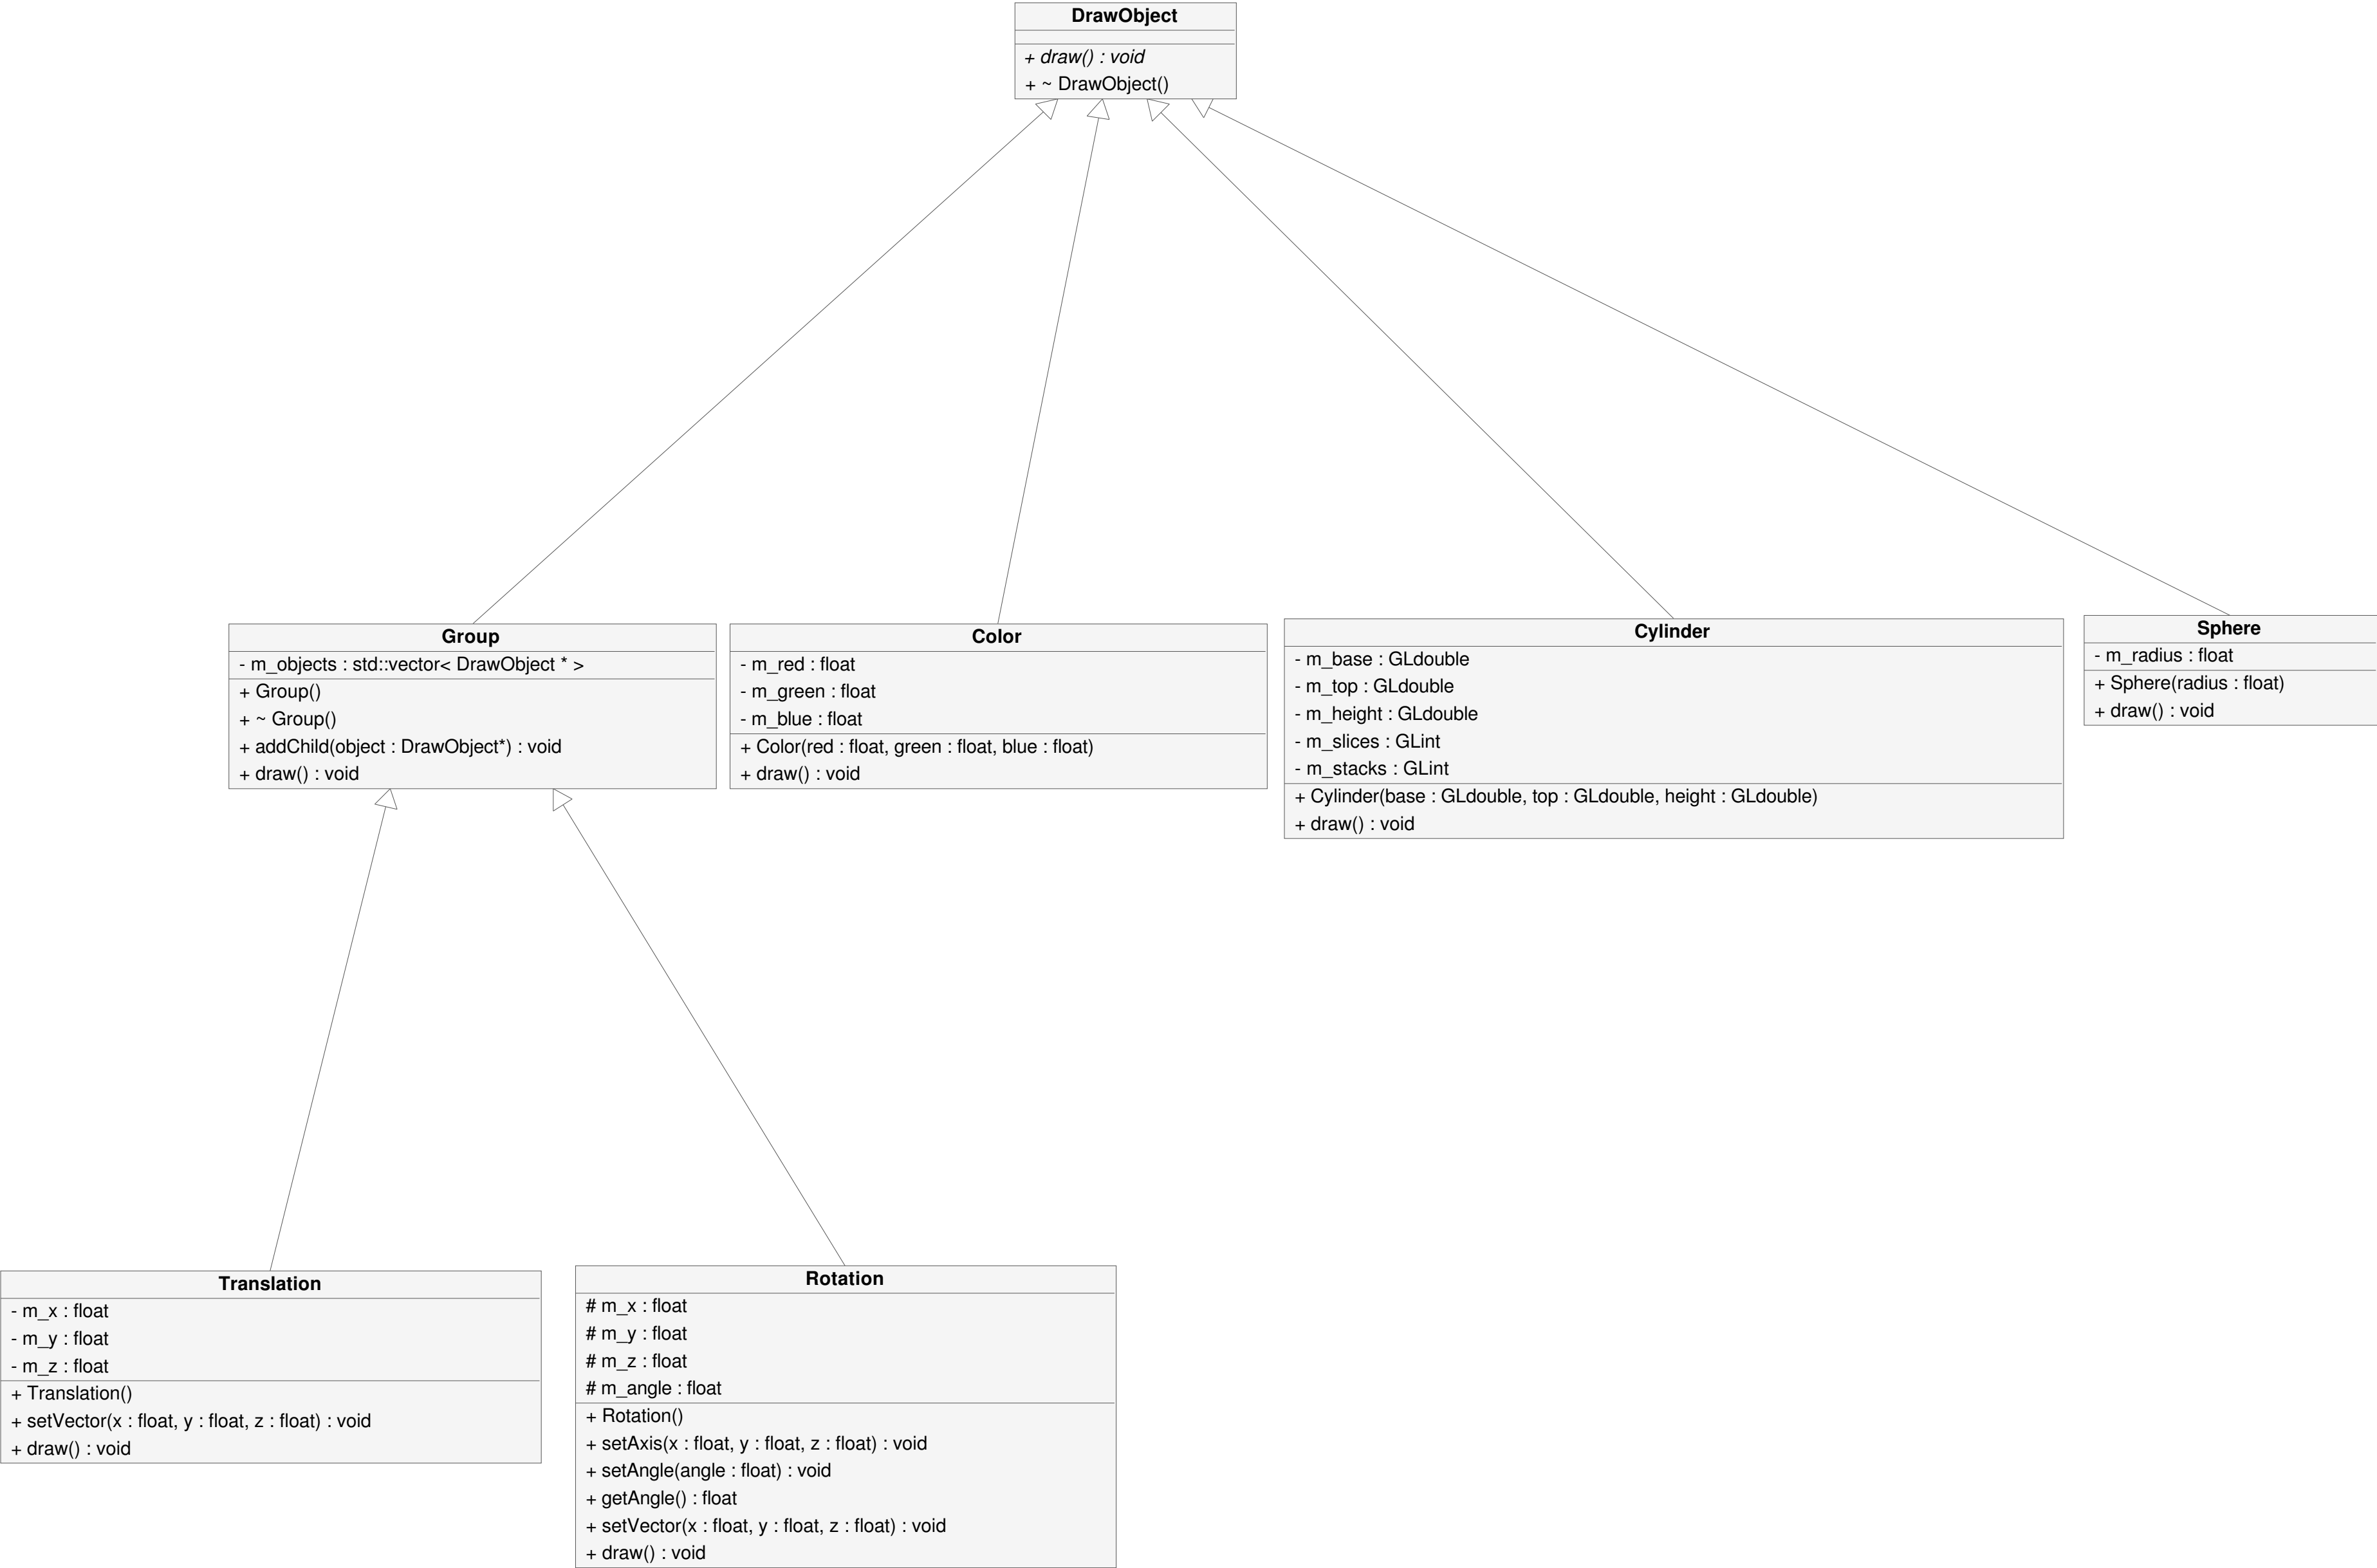 DrawObject
+ draw() : void
+ ~ DrawObject()
Group
- m_objects : std::vector< DrawObject * >
+ Group()
+ ~ Group()
+ addChild(object : DrawObject*) : void
+ draw() : void
Color
- m_red : float
- m_green : float
- m_blue : float
+ Color(red : float, green : float, blue : float)
+ draw() : void
Cylinder
- m_base : GLdouble
- m_top : GLdouble
- m_height : GLdouble
- m_slices : GLint
- m_stacks : GLint
+ Cylinder(base : GLdouble, top : GLdouble, height : GLdouble)
+ draw() : void
Sphere
- m_radius : float
+ Sphere(radius : float)
+ draw() : void
Translation
- m_x : float
- m_y : float
- m_z : float
+ Translation()
+ setVector(x : float, y : float, z : float) : void
+ draw() : void
Rotation
# m_x : float
# m_y : float
# m_z : float
# m_angle : float
+ Rotation()
+ setAxis(x : float, y : float, z : float) : void
+ setAngle(angle : float) : void
+ getAngle() : float
+ setVector(x : float, y : float, z : float) : void
+ draw() : void